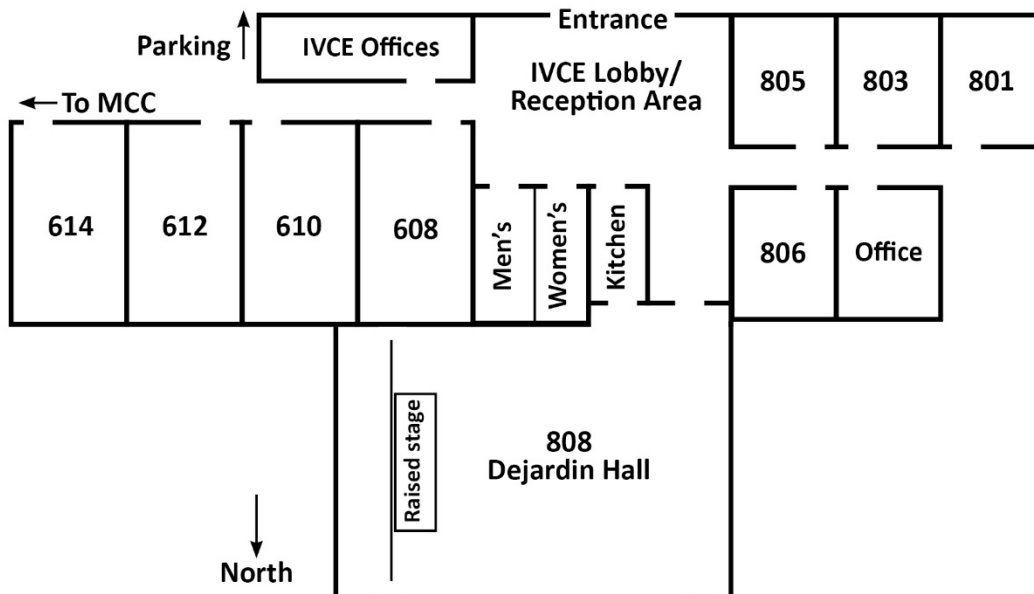 Entrance
Parking
IVCE Offices
IVCE Lobby/
Reception Area
805
803
801
To MCC
614
612
610
608
Men's
Women's
Kitchen
806
Office
Raised stage
808
Dejardin Hall
North